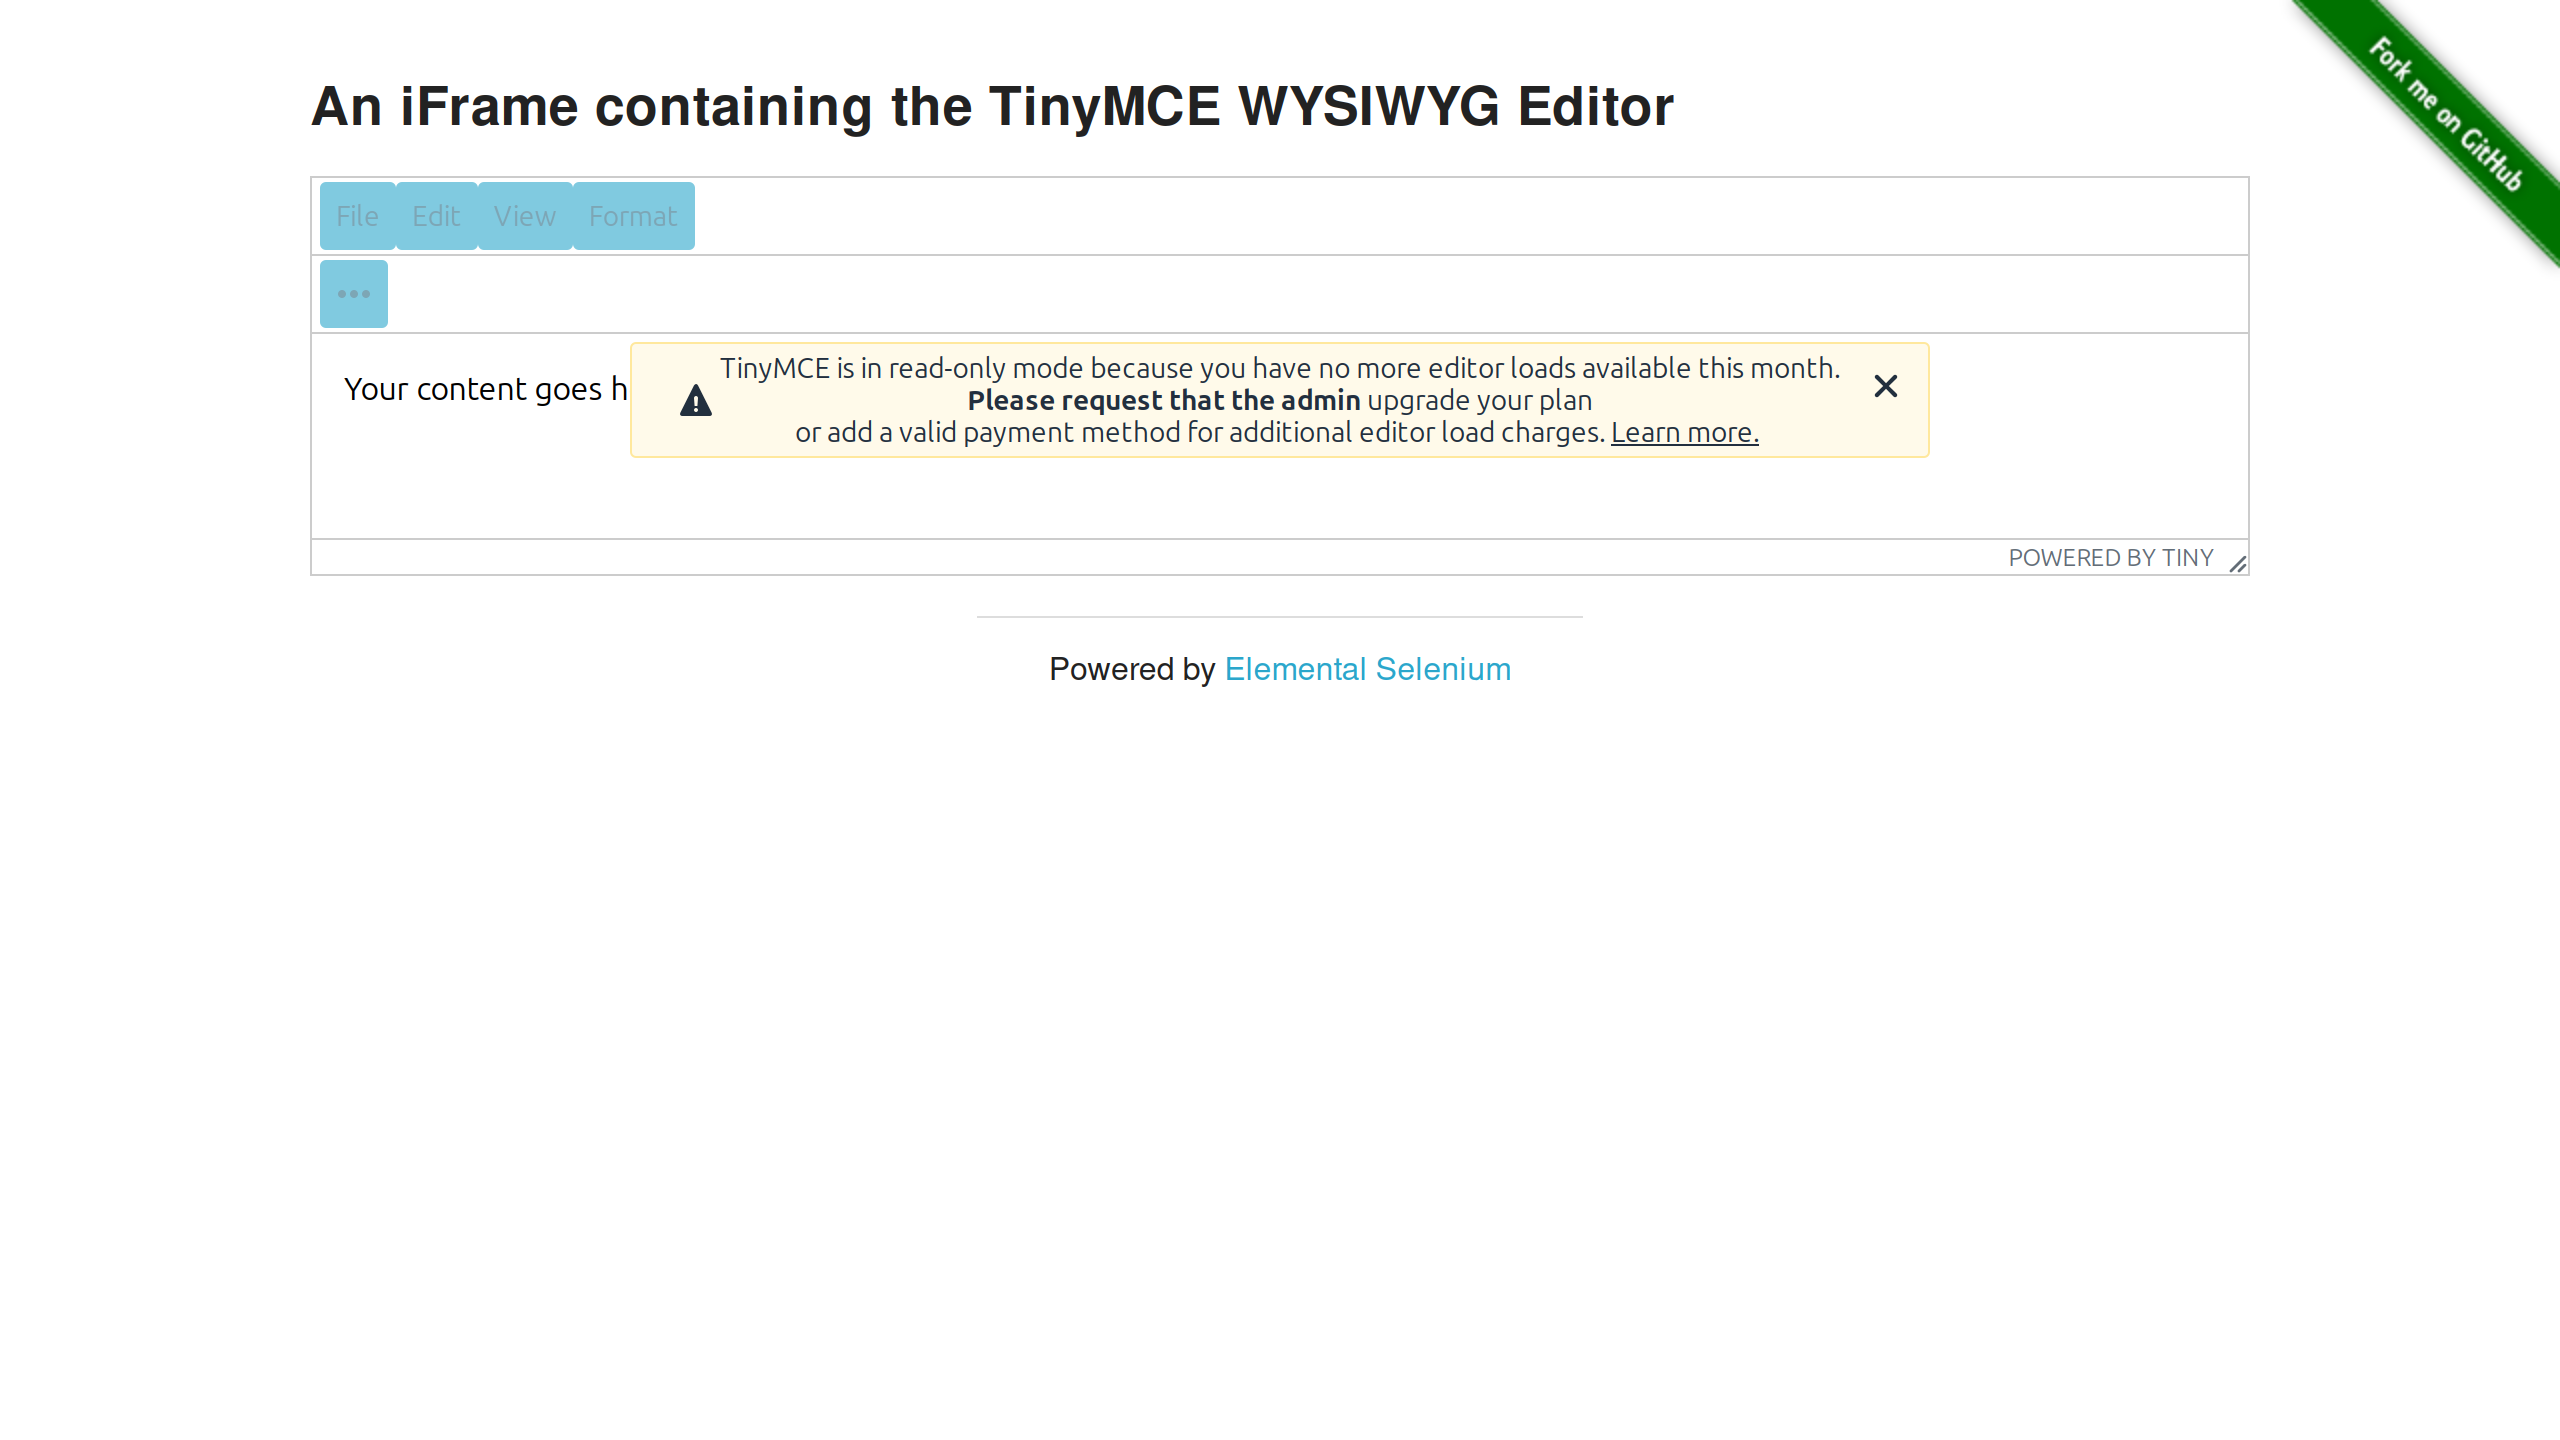 Fork me on GitHub
An iFrame containing the TinyMCE WYSIWYG Editor
File Edit View Format
Your content goes h
TinyMCE is in read-only mode because you have no more editor loads available this month.
Please request that the admin upgrade your plan
or add a valid payment method for additional editor load charges. Learn more.
POWERED BY TINY
Powered by Elemental Selenium